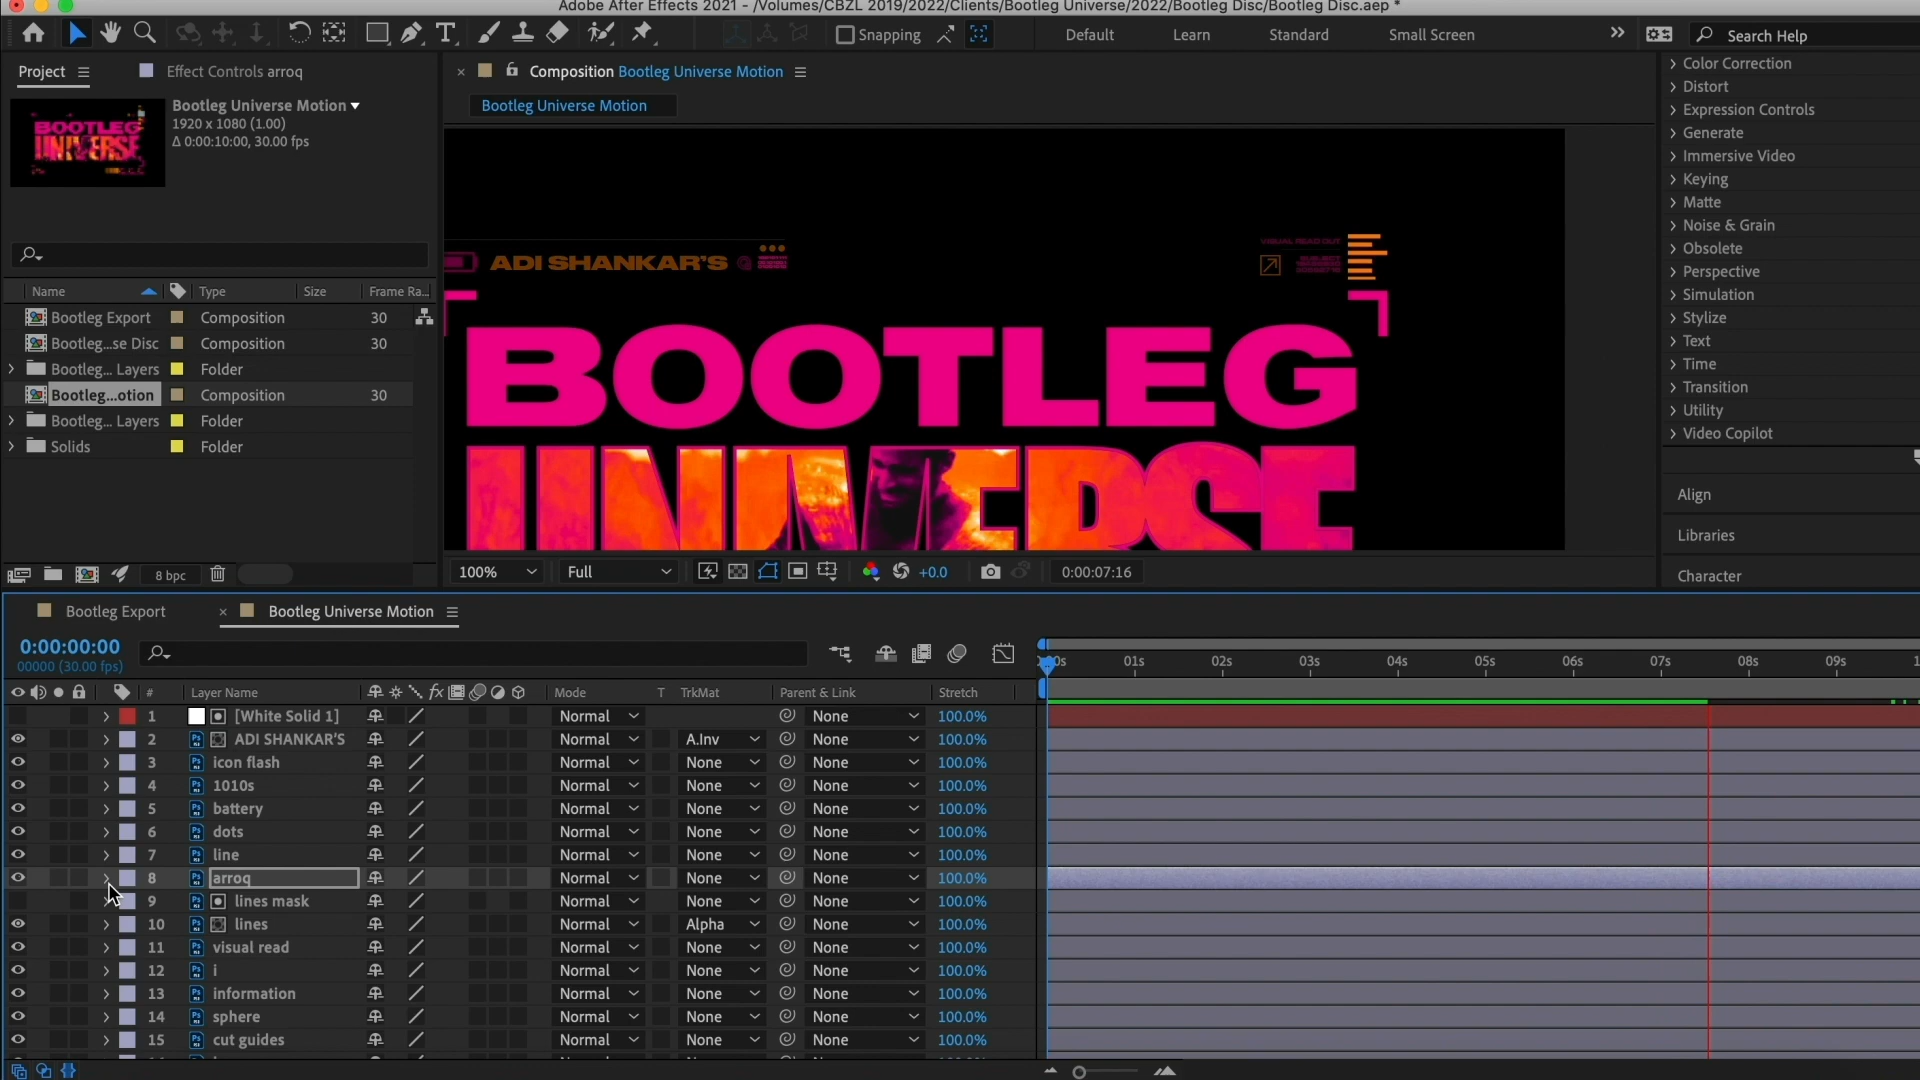 Adobe After Effects 2021 - /Volumes/CBZL 2019/2022/Clients/Bootleg Universe/2022/Bootleg Disc/Bootleg Disc.aep *
Snapping
Default
Learn
Standard
Small Screen
Search Help
Project
Effect Controls arroq
Composition Bootleg Universe Motion
Bootleg Universe Motion
Bootleg Universe Motion
1920 x 1080 (1.00)
Δ 0:00:10:00, 30.00 fps
Name Type Size Frame Ra...
Bootleg Export Composition 30
Bootleg...se Disc Composition 30
Bootleg... Layers Folder
Bootleg...otion Composition 30
Bootleg... Layers Folder
Solids Folder
8 bpc
ADI SHANKAR'S
VISUAL READ OUT
BOOTLEG
UNIVERSE
100%
Full
+0.0
0:00:07:16
Color Correction
Distort
Expression Controls
Generate
Immersive Video
Keying
Matte
Noise & Grain
Obsolete
Perspective
Simulation
Stylize
Text
Time
Transition
Utility
Video Copilot
Align
Libraries
Character
Bootleg Export
Bootleg Universe Motion
0:00:00:00
00000 (30.00 fps)
01s 02s 03s 04s 05s 06s 07s 08s 09s
# Layer Name Mode T TrkMat Parent & Link Stretch
1 [White Solid 1] Normal None 100.0%
2 ADI SHANKAR'S Normal A.Inv None 100.0%
3 icon flash Normal None None 100.0%
4 1010s Normal None None 100.0%
5 battery Normal None None 100.0%
6 dots Normal None None 100.0%
7 line Normal None None 100.0%
8 arroq Normal None None 100.0%
9 lines mask Normal None None 100.0%
10 lines Normal Alpha None 100.0%
11 visual read Normal None None 100.0%
12 i Normal None None 100.0%
13 information Normal None None 100.0%
14 sphere Normal None None 100.0%
15 cut guides Normal None None 100.0%